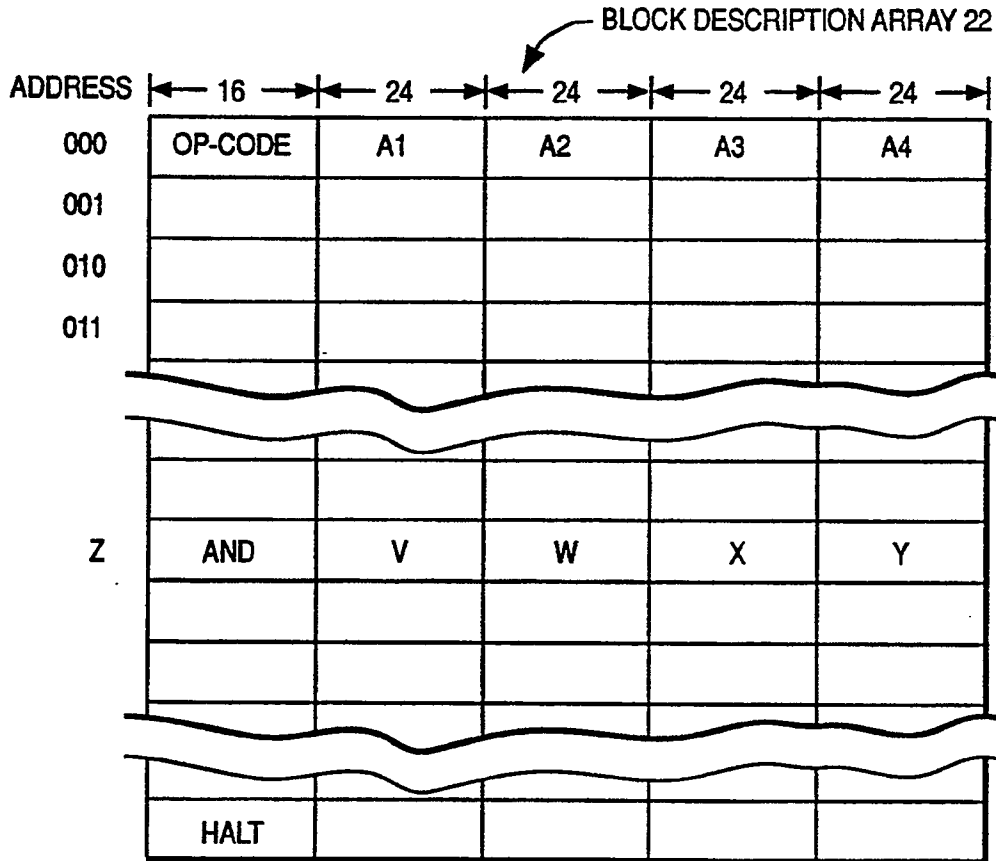 BLOCK DESCRIPTION ARRAY 22
ADDRESS 16 24 24 24 24
000 OP-CODE A1 A2 A3 A4
001
010
011
Z AND V W X Y
HALT